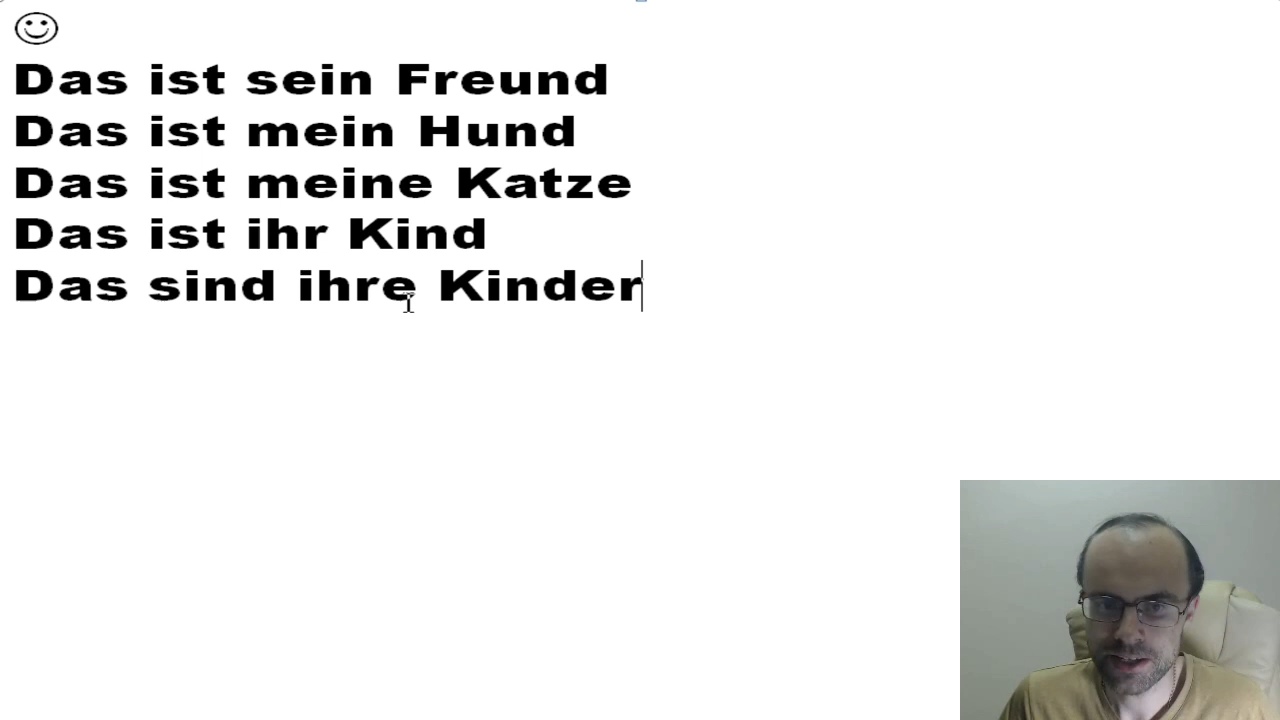 Das ist sein Freund
Das ist mein Hund
Das ist meine Katze
Das ist ihr Kind
Das sind ihre Kinder